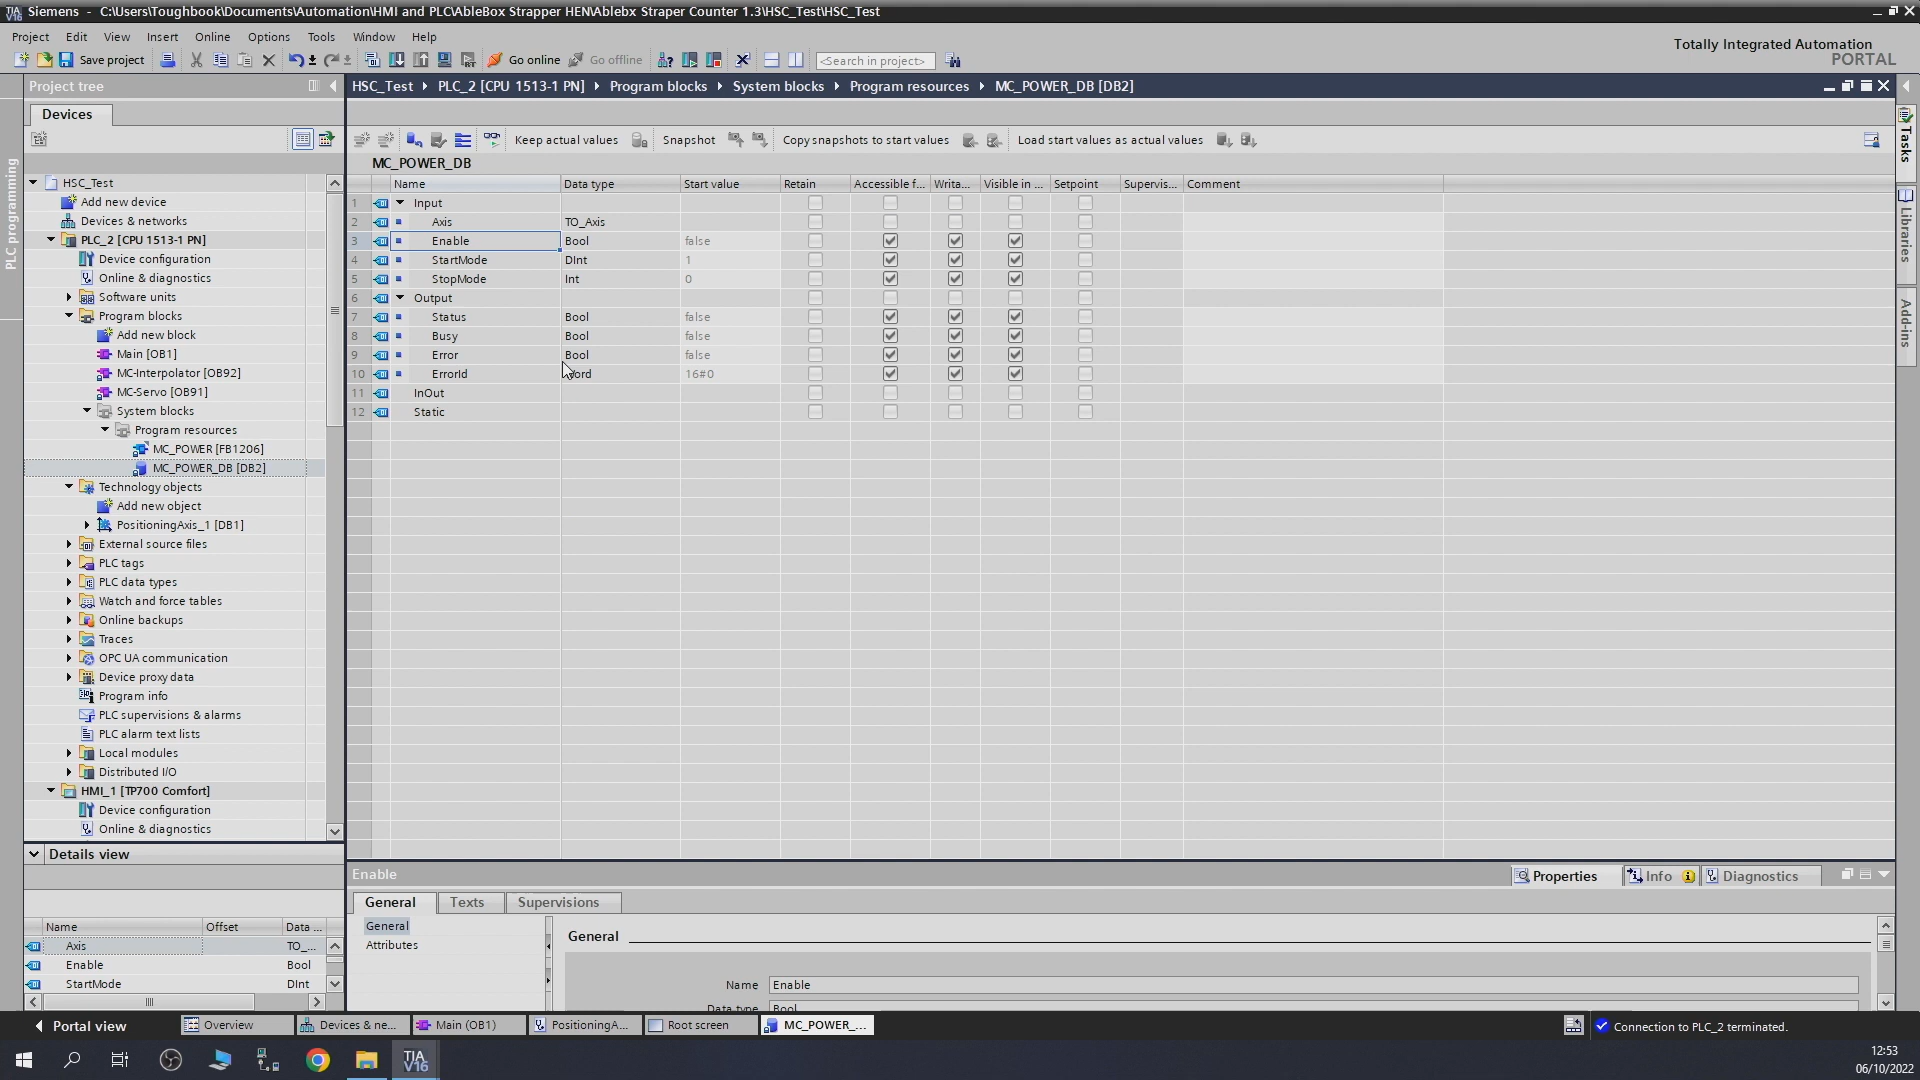 Siemens - C:\Users\Toughbook\Documents\Automation\HMI and PLC\AbleBox Strapper HEN\Ablebx Straper Counter 1.3\HSC_Test\HSC_Test
Project Edit View Insert Online Options Tools Window Help
Totally Integrated Automation
PORTAL
Save project Go online Go offline <Search in project>
Project tree
HSC_Test PLC_2 [CPU 1513-1 PN] Program blocks System blocks Program resources MC_POWER_DB [DB2]
Devices
Keep actual values Snapshot Copy snapshots to start values Load start values as actual values
MC_POWER_DB
Name Data type Start value Retain Accessible f... Writa... Visible in ... Setpoint Supervis... Comment
1 Input
2 Axis TO_Axis
3 Enable Bool false
4 StartMode DInt 1
5 StopMode Int 0
6 Output
7 Status Bool false
8 Busy Bool false
9 Error Bool false
10 ErrorId 16#0
11 InOut
12 Static
HSC_Test
Add new device
Devices & networks
PLC_2 [CPU 1513-1 PN]
Device configuration
Online & diagnostics
Software units
Program blocks
Add new block
Main [OB1]
MC-Interpolator [OB92]
MC-Servo [OB91]
System blocks
Program resources
MC_POWER [FB1206]
MC_POWER_DB [DB2]
Technology objects
Add new object
PositioningAxis_1 [DB1]
External source files
PLC tags
PLC data types
Watch and force tables
Online backups
Traces
OPC UA communication
Device proxy data
Program info
PLC supervisions & alarms
PLC alarm text lists
Local modules
Distributed I/O
HMI_1 [TP700 Comfort]
Device configuration
Online & diagnostics
PLC programming
Tasks
Libraries
Add-ins
Details view
Name Offset Data ...
Axis TO_...
Enable Bool
StartMode DInt
Enable
Properties Info Diagnostics
General Texts Supervisions
General
Attributes
General
Name Enable
Data type Bool
Portal view Overview Devices & ne... Main (OB1) PositioningA... Root screen MC_POWER_... Connection to PLC_2 terminated.
TIA V16
12:53
06/10/2022